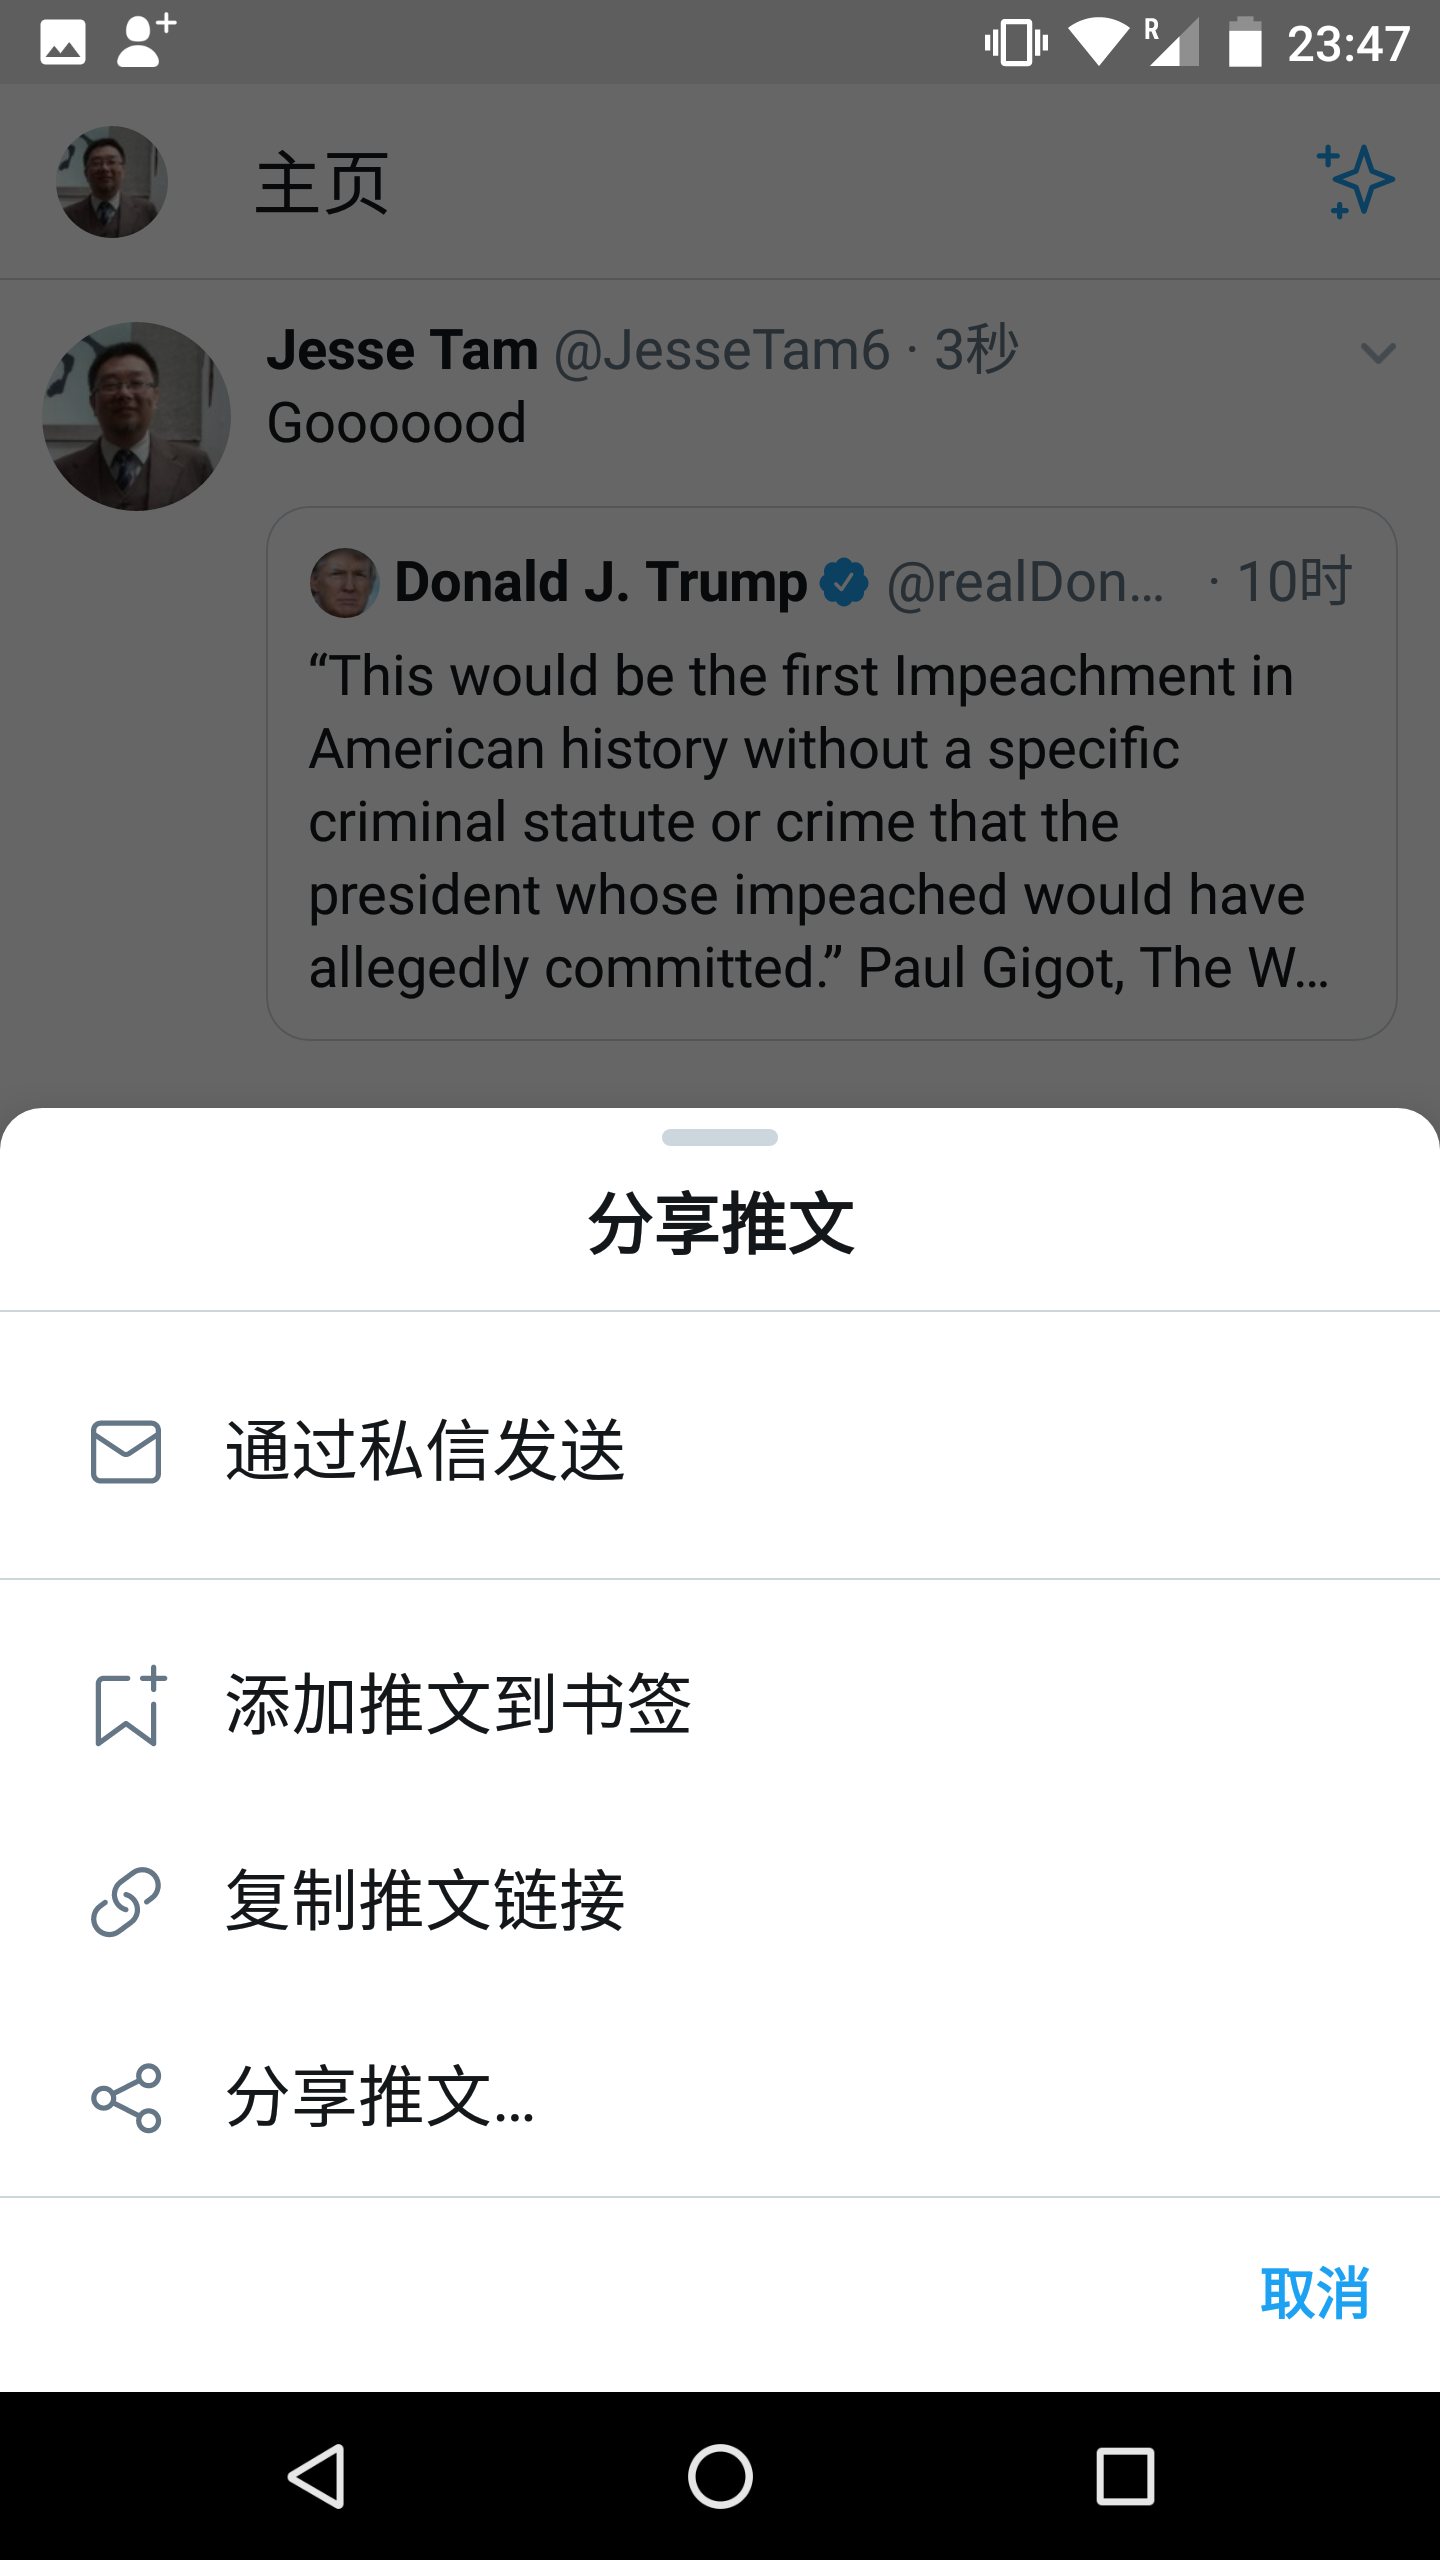 R 23:47
主页
Jesse Tam @JesseTam6 · 3秒
Gooooood
Donald J. Trump @realDon... · 10时
“This would be the first Impeachment in
American history without a specific
criminal statute or crime that the
president whose impeached would have
allegedly committed.” Paul Gigot, The W...
分享推文
通过私信发送
添加推文到书签
复制推文链接
分享推文...
取消